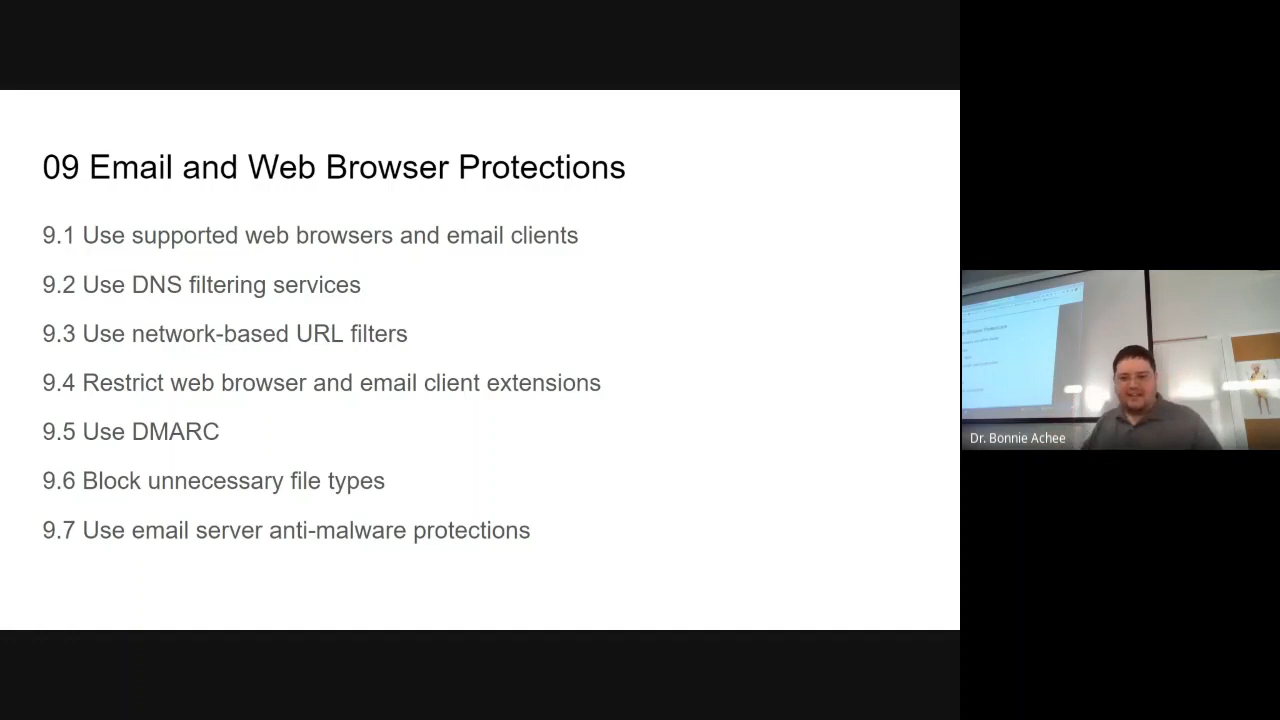 09 Email and Web Browser Protections
9.1 Use supported web browsers and email clients
9.2 Use DNS filtering services
9.3 Use network-based URL filters
9.4 Restrict web browser and email client extensions
9.5 Use DMARC
9.6 Block unnecessary file types
9.7 Use email server anti-malware protections
Dr. Bonnie Achee